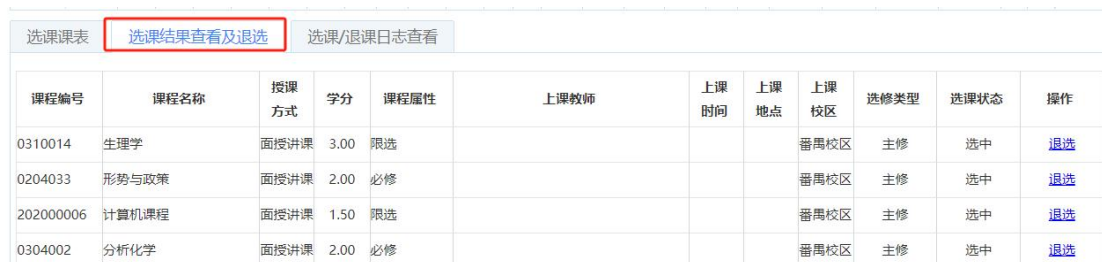 选课课表 选课结果查看及退选 选课/退课日志查看
课程编号 课程名称 授课方式 学分 课程属性 上课教师 上课时间 上课地点 上课校区 选修类型 选课状态 操作
0310014 生理学 面授讲课 3.00 限选 番禺校区 主修 选中 退选
0204033 形势与政策 面授讲课 2.00 必修 番禺校区 主修 选中 退选
202000006 计算机课程 面授讲课 1.50 限选 番禺校区 主修 选中 退选
0304002 分析化学 面授讲课 2.00 必修 番禺校区 主修 选中 退选